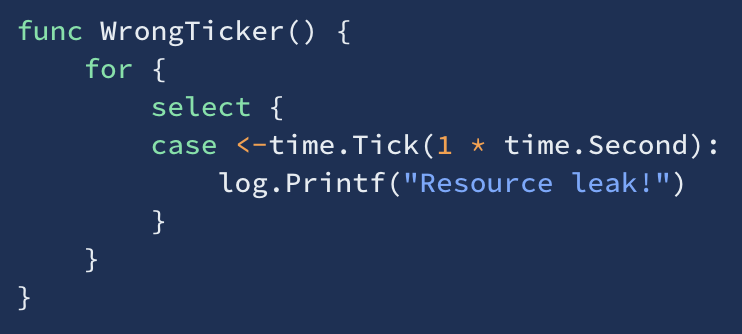 func WrongTicker() {
    for {
        select {
        case <-time.Tick(1 * time.Second):
            log.Printf("Resource leak!")
        }
    }
}